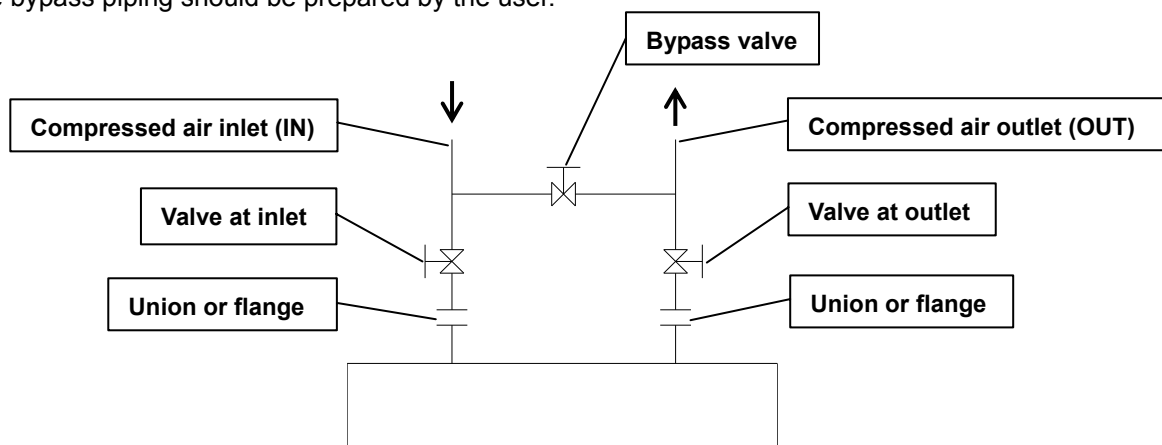 bypass piping should be prepared by the user.
Bypass valve
Compressed air inlet (IN)
Compressed air outlet (OUT)
Valve at inlet
Valve at outlet
Union or flange
Union or flange